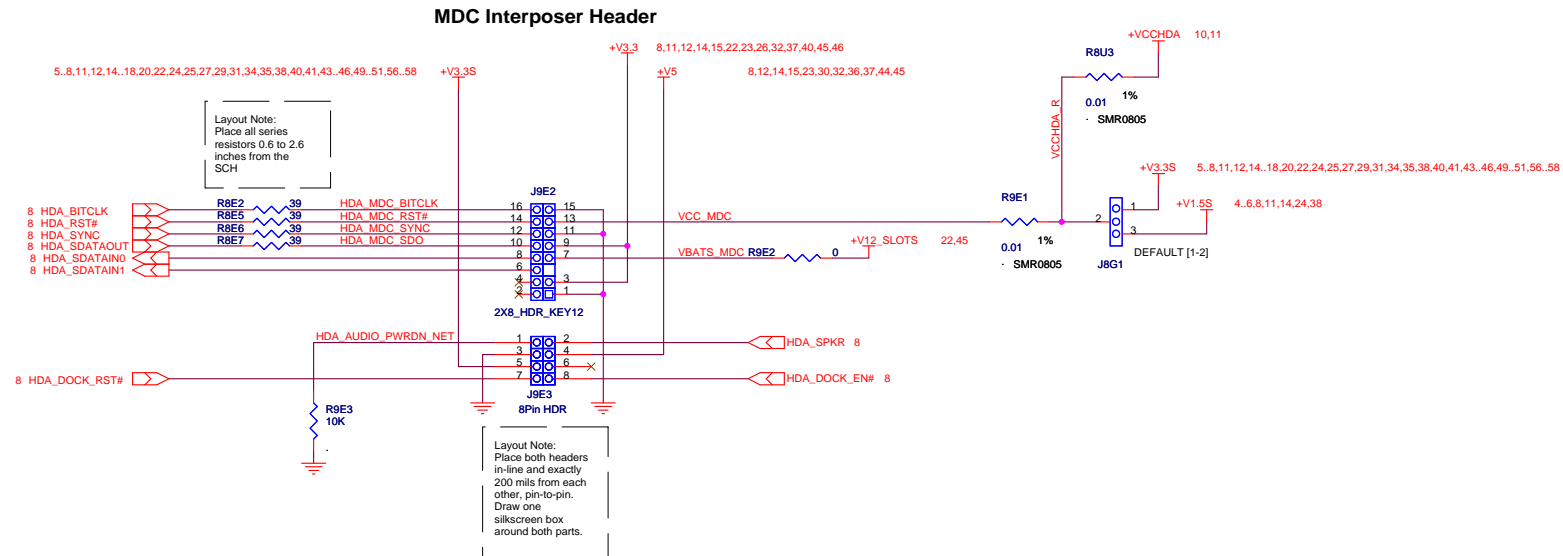 MDC Interposer Header
+VCCHDA 10,11
+V3.3 8,11,12,14,15,22,23,26,32,37,40,45,46
R8U3
5..8,11,12,14..18,20,22,24,25,27,29,31,34,35,38,40,41,43..46,49..51,56..58 +V3.3S
+V5 8,12,14,15,23,30,32,36,37,44,45
1%
0.01
. SMR0805
VCCHDA_R
Layout Note:
Place all series
resistors 0.6 to 2.6
inches from the
SCH
+V3.3S 5..8,11,12,14..18,20,22,24,25,27,29,31,34,35,38,40,41,43..46,49..51,56..58
J9E2
R9E1
8 HDA_BITCLK R8E2 39 HDA_MDC_BITCLK 16 15
1 +V1.5S 4..6,8,11,14,24,38
8 HDA_RST# R8E5 39 HDA_MDC_RST# 14 13 VCC_MDC 2
8 HDA_SYNC R8E6 39 HDA_MDC_SYNC 12 11 3
8 HDA_SDATAOUT R8E7 39 HDA_MDC_SDO 10 9
1%
0.01
. SMR0805
DEFAULT [1-2]
J8G1
+V12_SLOTS 22,45
8 HDA_SDATAIN0 8 7 VBATS_MDC R9E2 0
8 HDA_SDATAIN1 6
4 3
2 1
2X8_HDR_KEY12
HDA_AUDIO_PWRDN_NET 1 2 HDA_SPKR 8
3 4
5 6
8 HDA_DOCK_RST# 7 8 HDA_DOCK_EN# 8
J9E3
8Pin HDR
R9E3
10K
.
Layout Note:
Place both headers
in-line and exactly
200 mils from each
other, pin-to-pin.
Draw one
silkscreen box
around both parts.